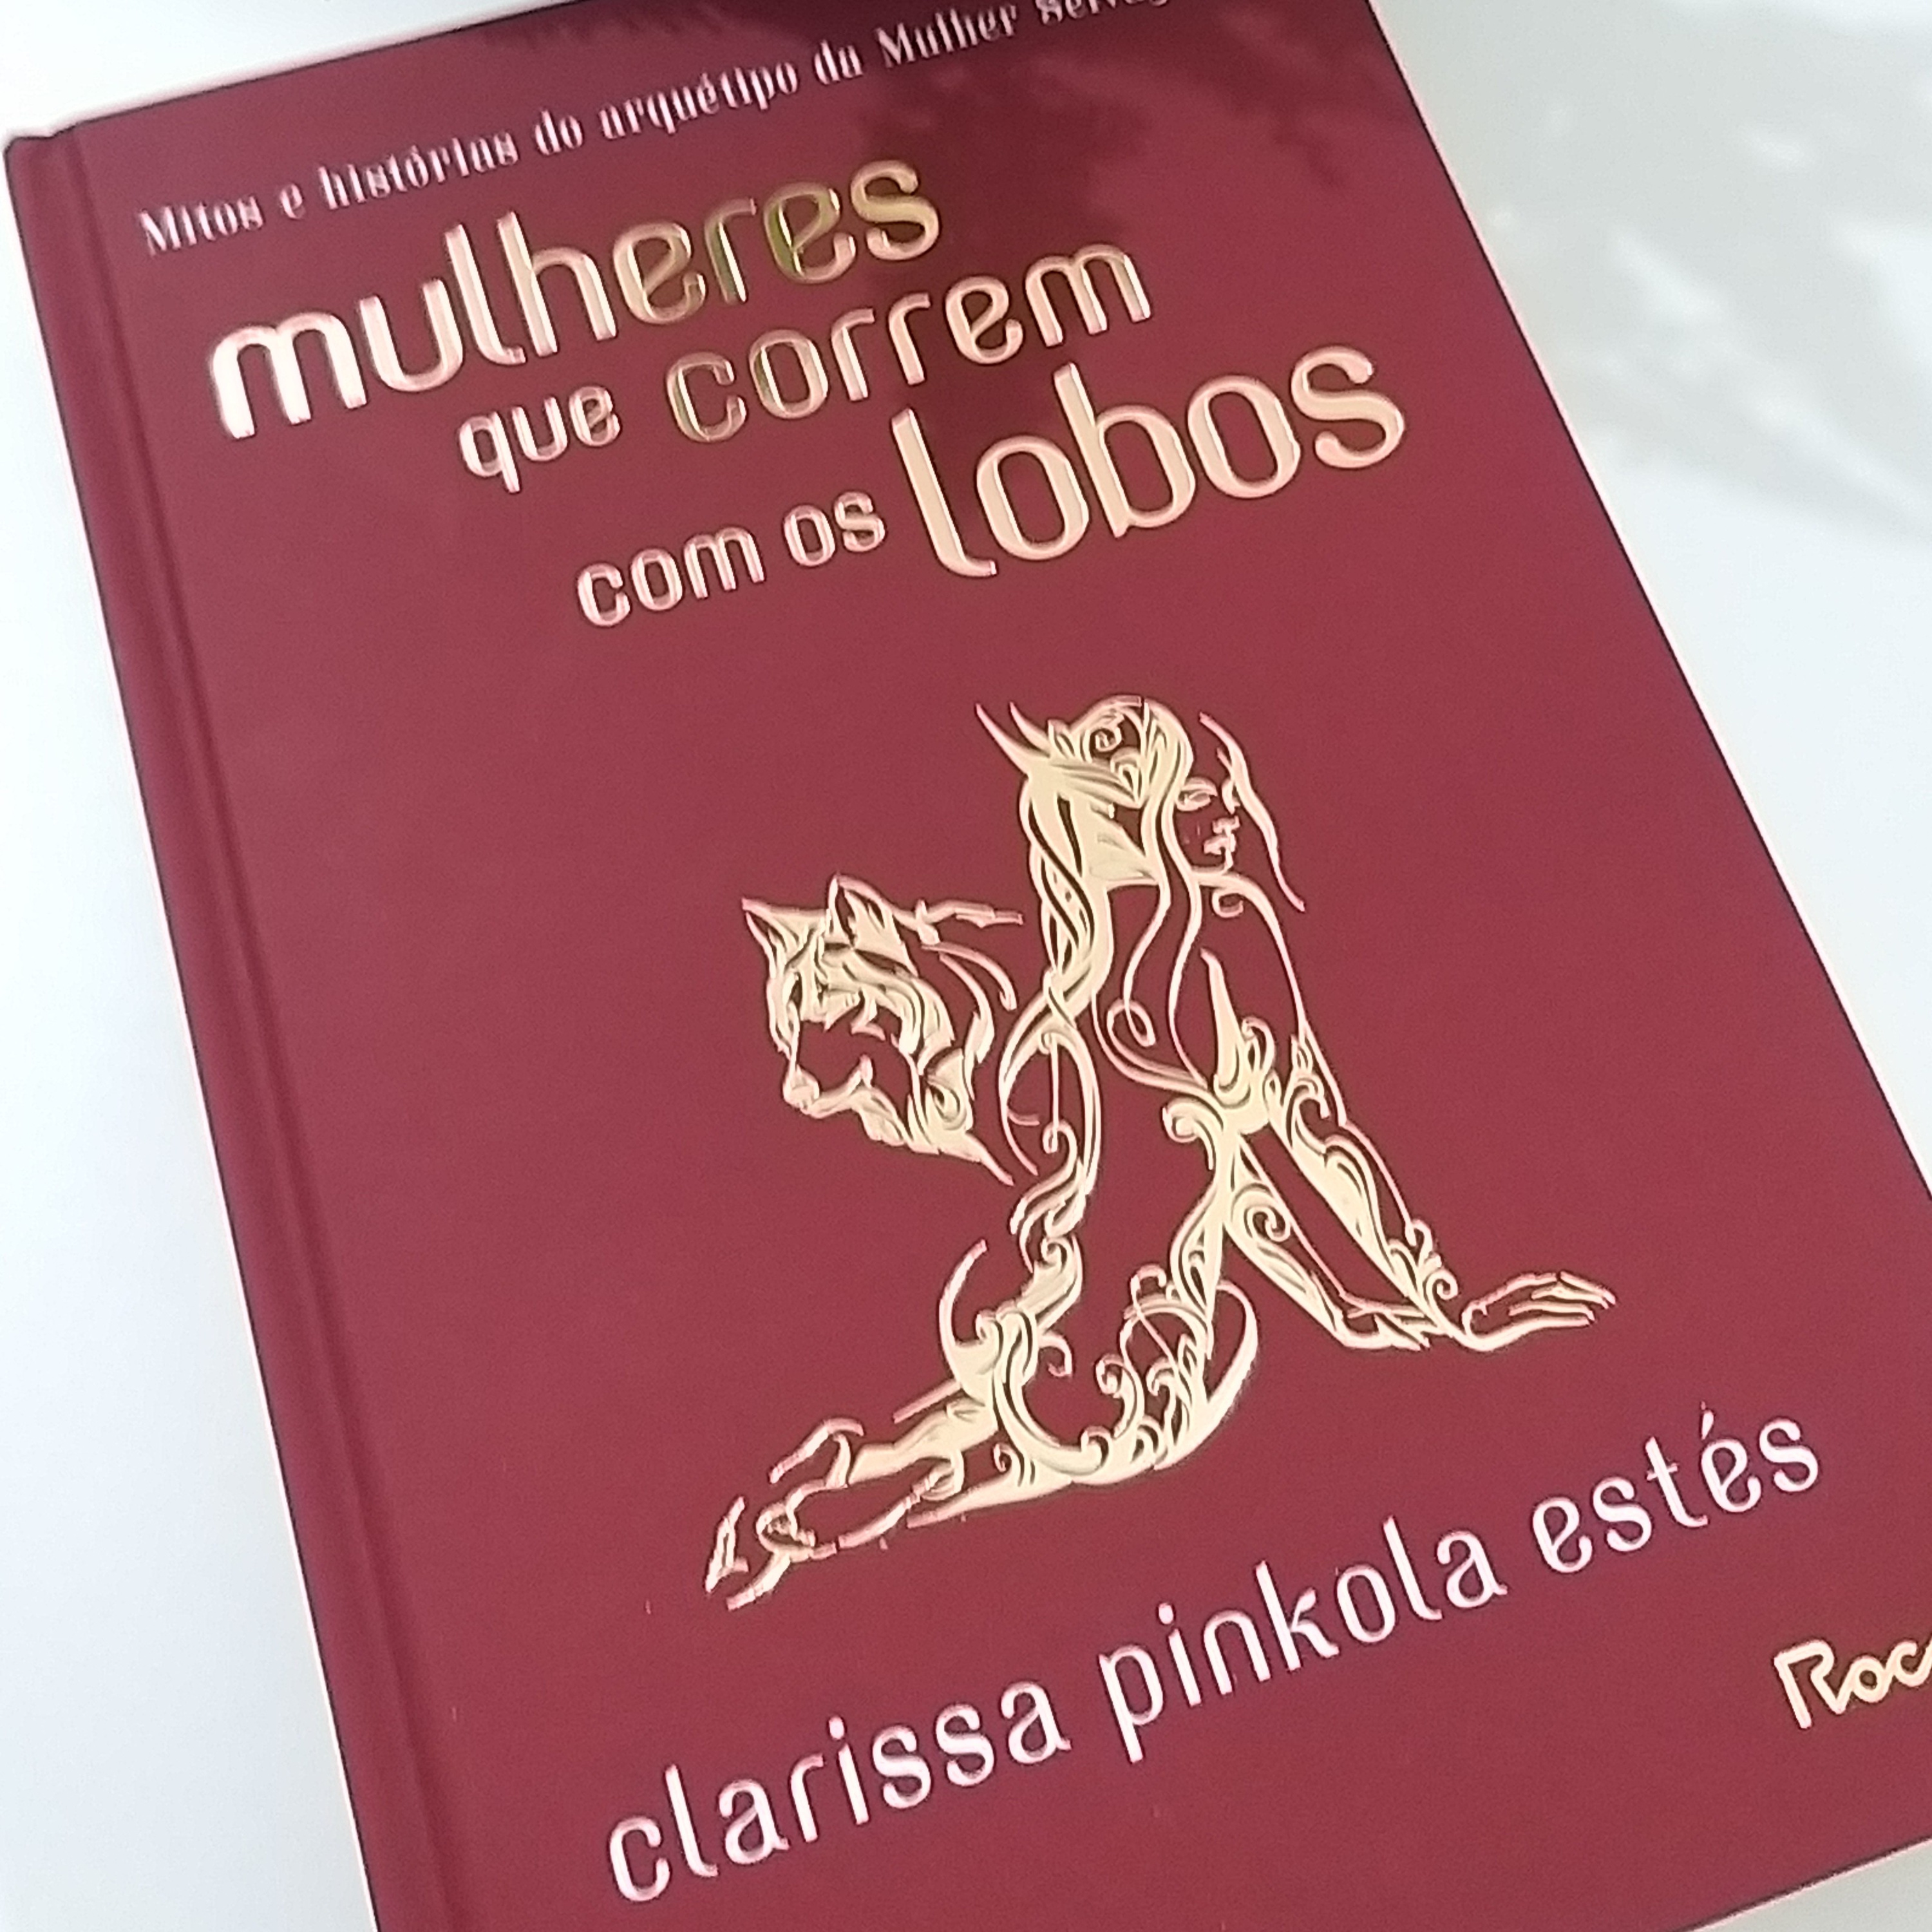 Mitos e histórias do arquétipo da Mulher
mulheres
que correm
com os lobos
clarissa pinkola estés